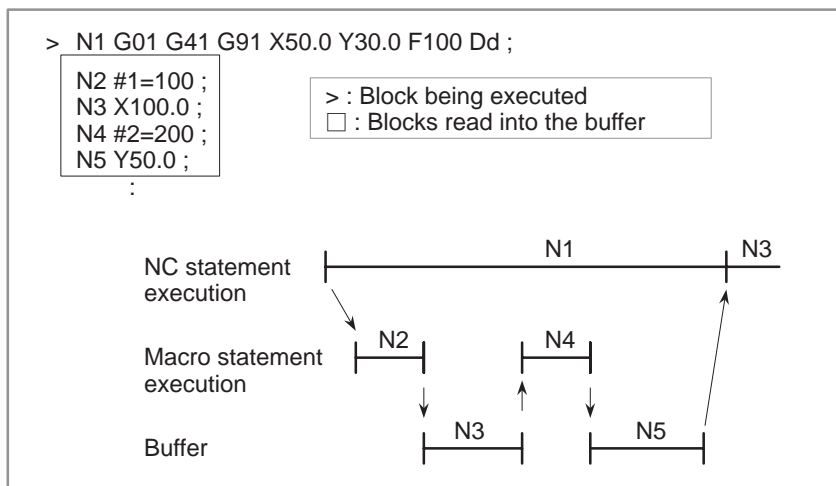 > N1 G01 G41 G91 X50.0 Y30.0 F100 Dd ;
N2 #1=100 ;
N3 X100.0 ;
N4 #2=200 ;
N5 Y50.0 ;
:
> : Block being executed
□ : Blocks read into the buffer
N1 N3
NC statement
execution
N2 N4
Macro statement
execution
N3 N5
Buffer